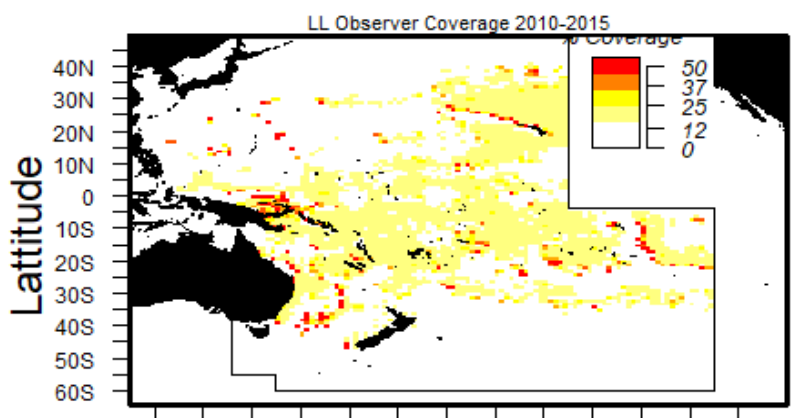 LL Observer Coverage 2010-2015
% Coverage
50
37
25
12
0
40N
30N
20N
10N
0
10S
20S
30S
40S
50S
60S
Lattitude